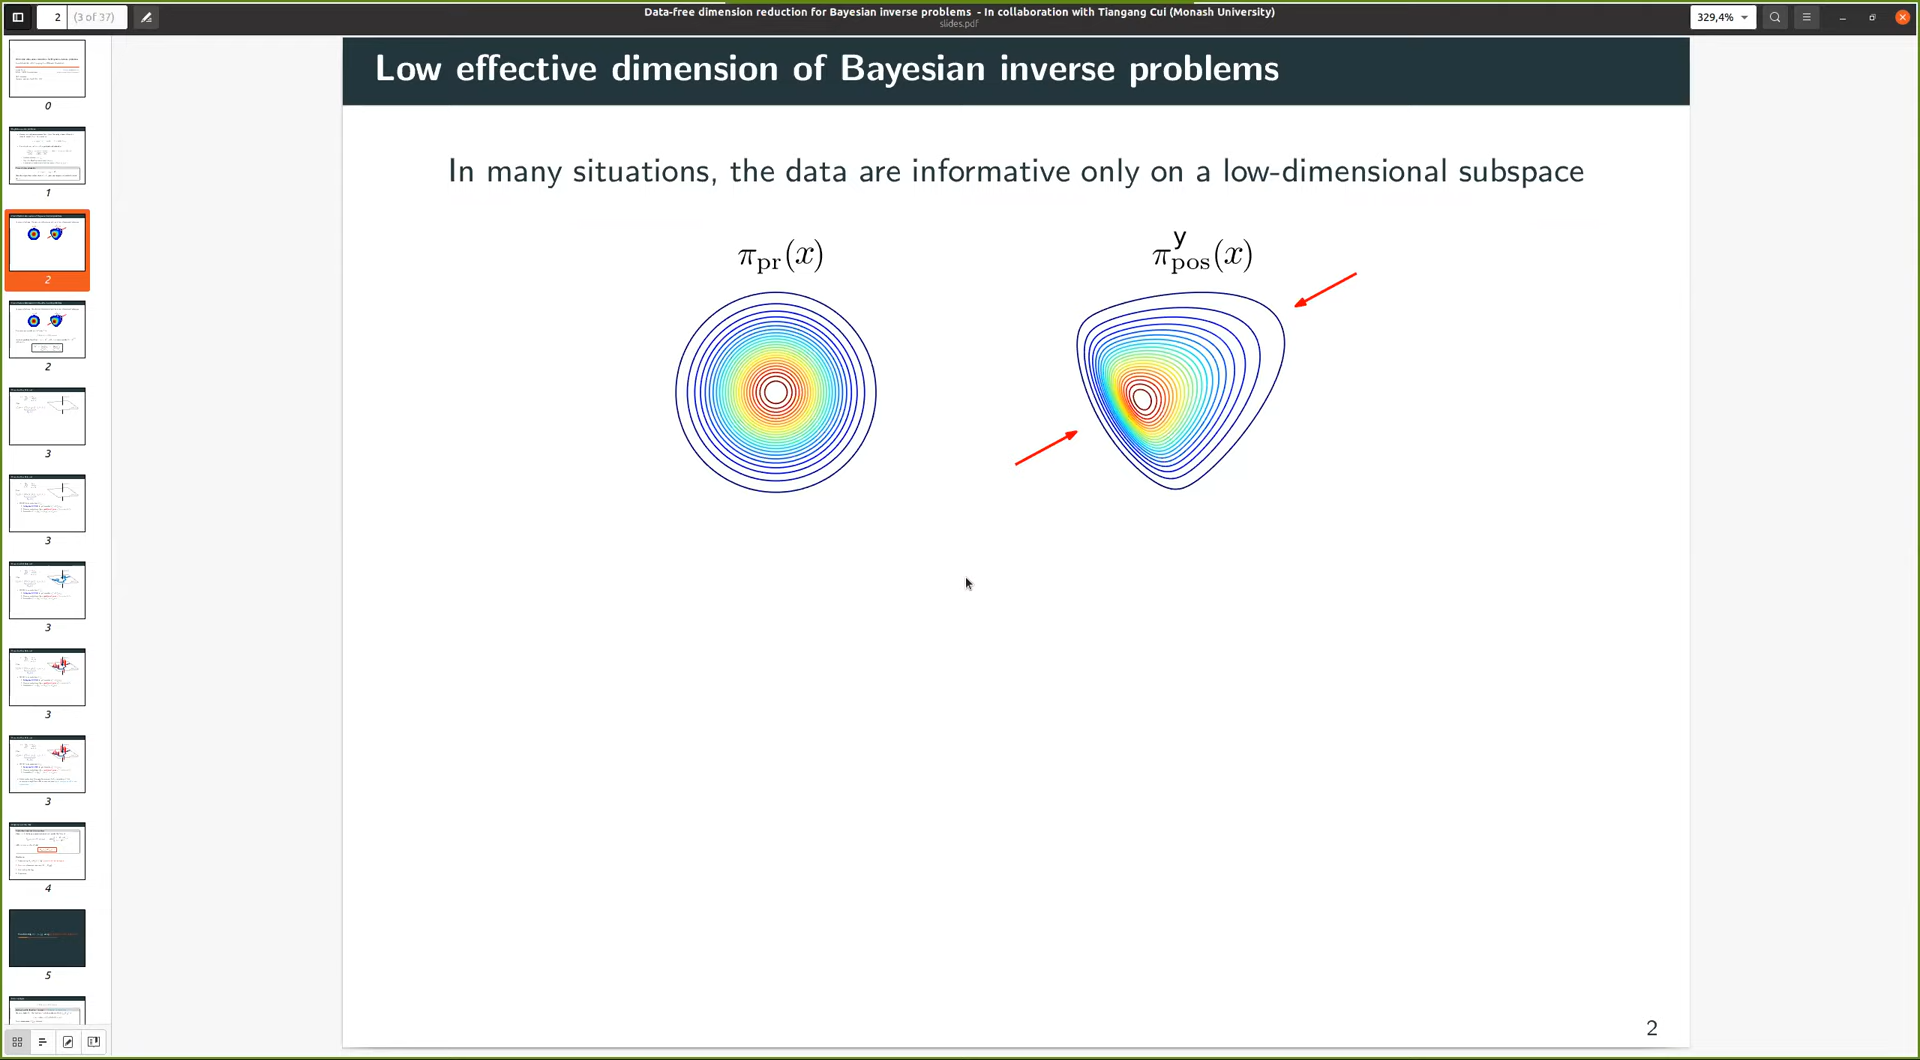 2
(3 of 37)
Data-free dimension reduction for Bayesian inverse problems - In collaboration with Tiangang Cui (Monash University)
slides.pdf
329,4%
Low effective dimension of Bayesian inverse problems
In many situations, the data are informative only on a low-dimensional subspace
π_pr(x)
π_pos^y(x)
2
0
1
2
2
3
3
3
3
3
4
5